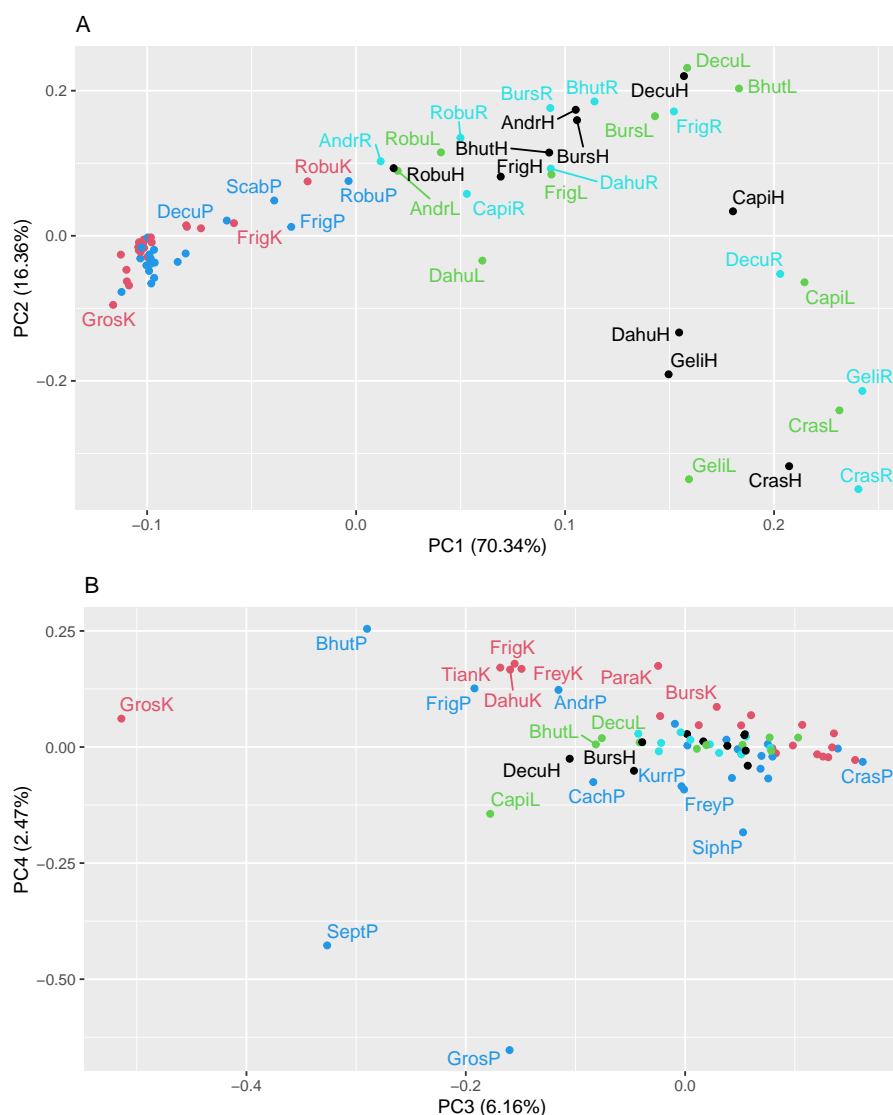 A
DecuL
DecuH
BhutL
BursR
BhutR
AndrH
BursL
FrigR
RobuR
RobuL
AndrR
BhutH
BursH
FrigH
RobuK
RobuH
DahuR
ScabP
RobuP
AndrL
CapiR
FrigL
CapiH
DecuP
FrigP
FrigK
DahuL
DecuR
CapiL
GrosK
DahuH
GeliH
GeliR
CrasL
GeliL
CrasH
CrasR
0.2
0.0
−0.2
PC2 (16.36%)
−0.1
0.0
0.1
0.2
PC1 (70.34%)
B
BhutP
FrigK
TianK
FreyK
ParaK
DahuK
BursK
FrigP
AndrP
GrosK
BhutL
DecuL
DecuH
BursH
KurrP
CrasP
CachP
FreyP
CapiL
SiphP
SeptP
GrosP
0.25
0.00
−0.25
−0.50
PC4 (2.47%)
−0.4
−0.2
0.0
PC3 (6.16%)